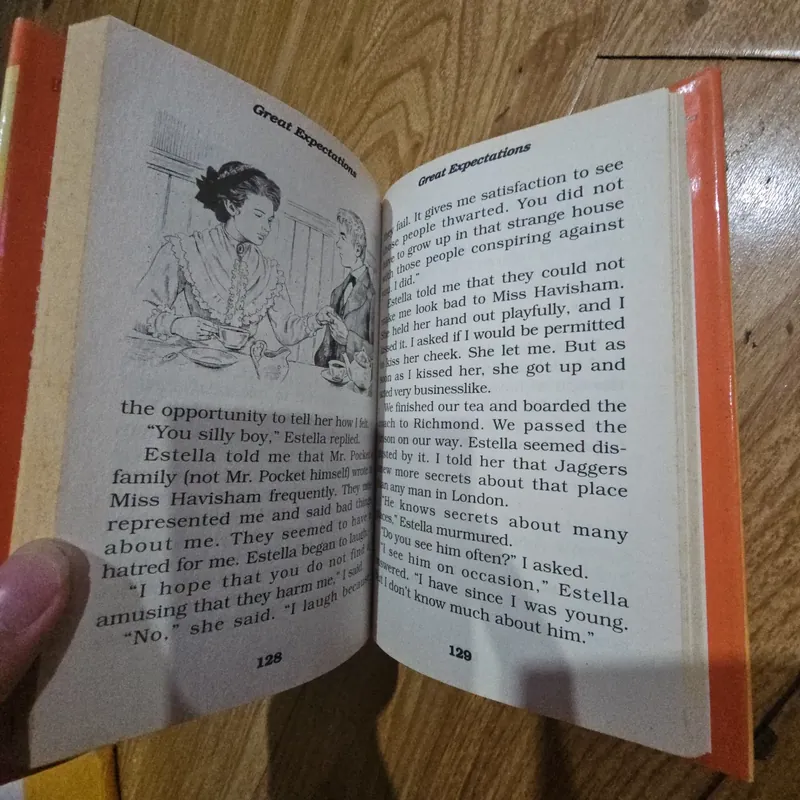 Great Expectations
the opportunity to tell her how I felt.
"You silly boy," Estella replied.
Estella told me that Mr. Pocket
family (not Mr. Pocket himself) wrote
Miss Havisham frequently. They
represented me and said bad things
about me. They seemed to have
hatred for me. Estella began to laugh.
"I hope that you do not find
amusing that they harm me," I said.
"No," she said. "I laugh because
128
Great Expectations
fail. It gives me satisfaction to see
people thwarted. You did not
to grow up in that strange house
those people conspiring against
I did."
Estella told me that they could not
me look bad to Miss Havisham.
She held her hand out playfully, and I
it. I asked if I would be permitted
kiss her cheek. She let me. But as
as I kissed her, she got up and
very businesslike.
We finished our tea and boarded the
to Richmond. We passed the
on our way. Estella seemed dis-
by it. I told her that Jaggers
more secrets about that place
any man in London.
"He knows secrets about many
Estella murmured.
"Do you see him often?" I asked.
"I see him on occasion," Estella
"I have since I was young.
I don't know much about him."
129